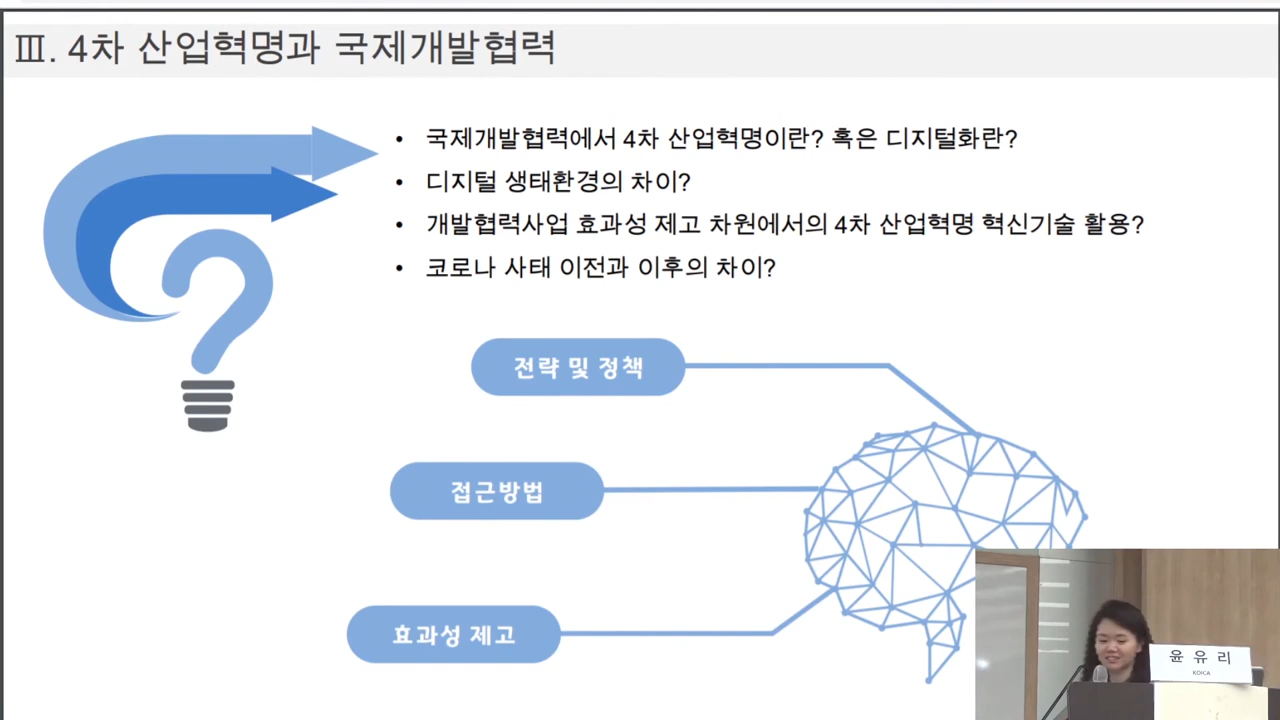 Ⅲ. 4차 산업혁명과 국제개발협력
• 국제개발협력에서 4차 산업혁명이란? 혹은 디지털화란?
• 디지털 생태환경의 차이?
• 개발협력사업 효과성 제고 차원에서의 4차 산업혁명 혁신기술 활용?
• 코로나 사태 이전과 이후의 차이?
전략 및 정책
접근방법
효과성 제고
윤 유 리
KOICA